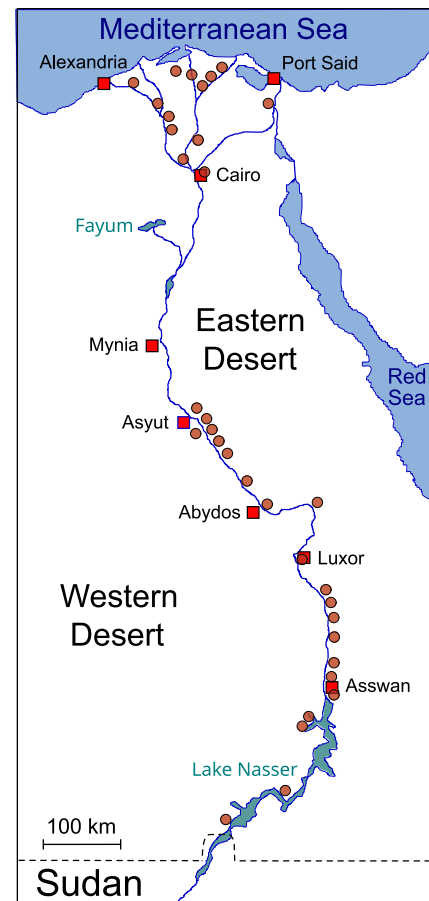 Mediterranean Sea
Alexandria
Port Said
Cairo
Fayum
Eastern
Desert
Mynia
Red
Sea
Asyut
Abydos
Luxor
Western
Desert
Asswan
Lake Nasser
100 km
Sudan